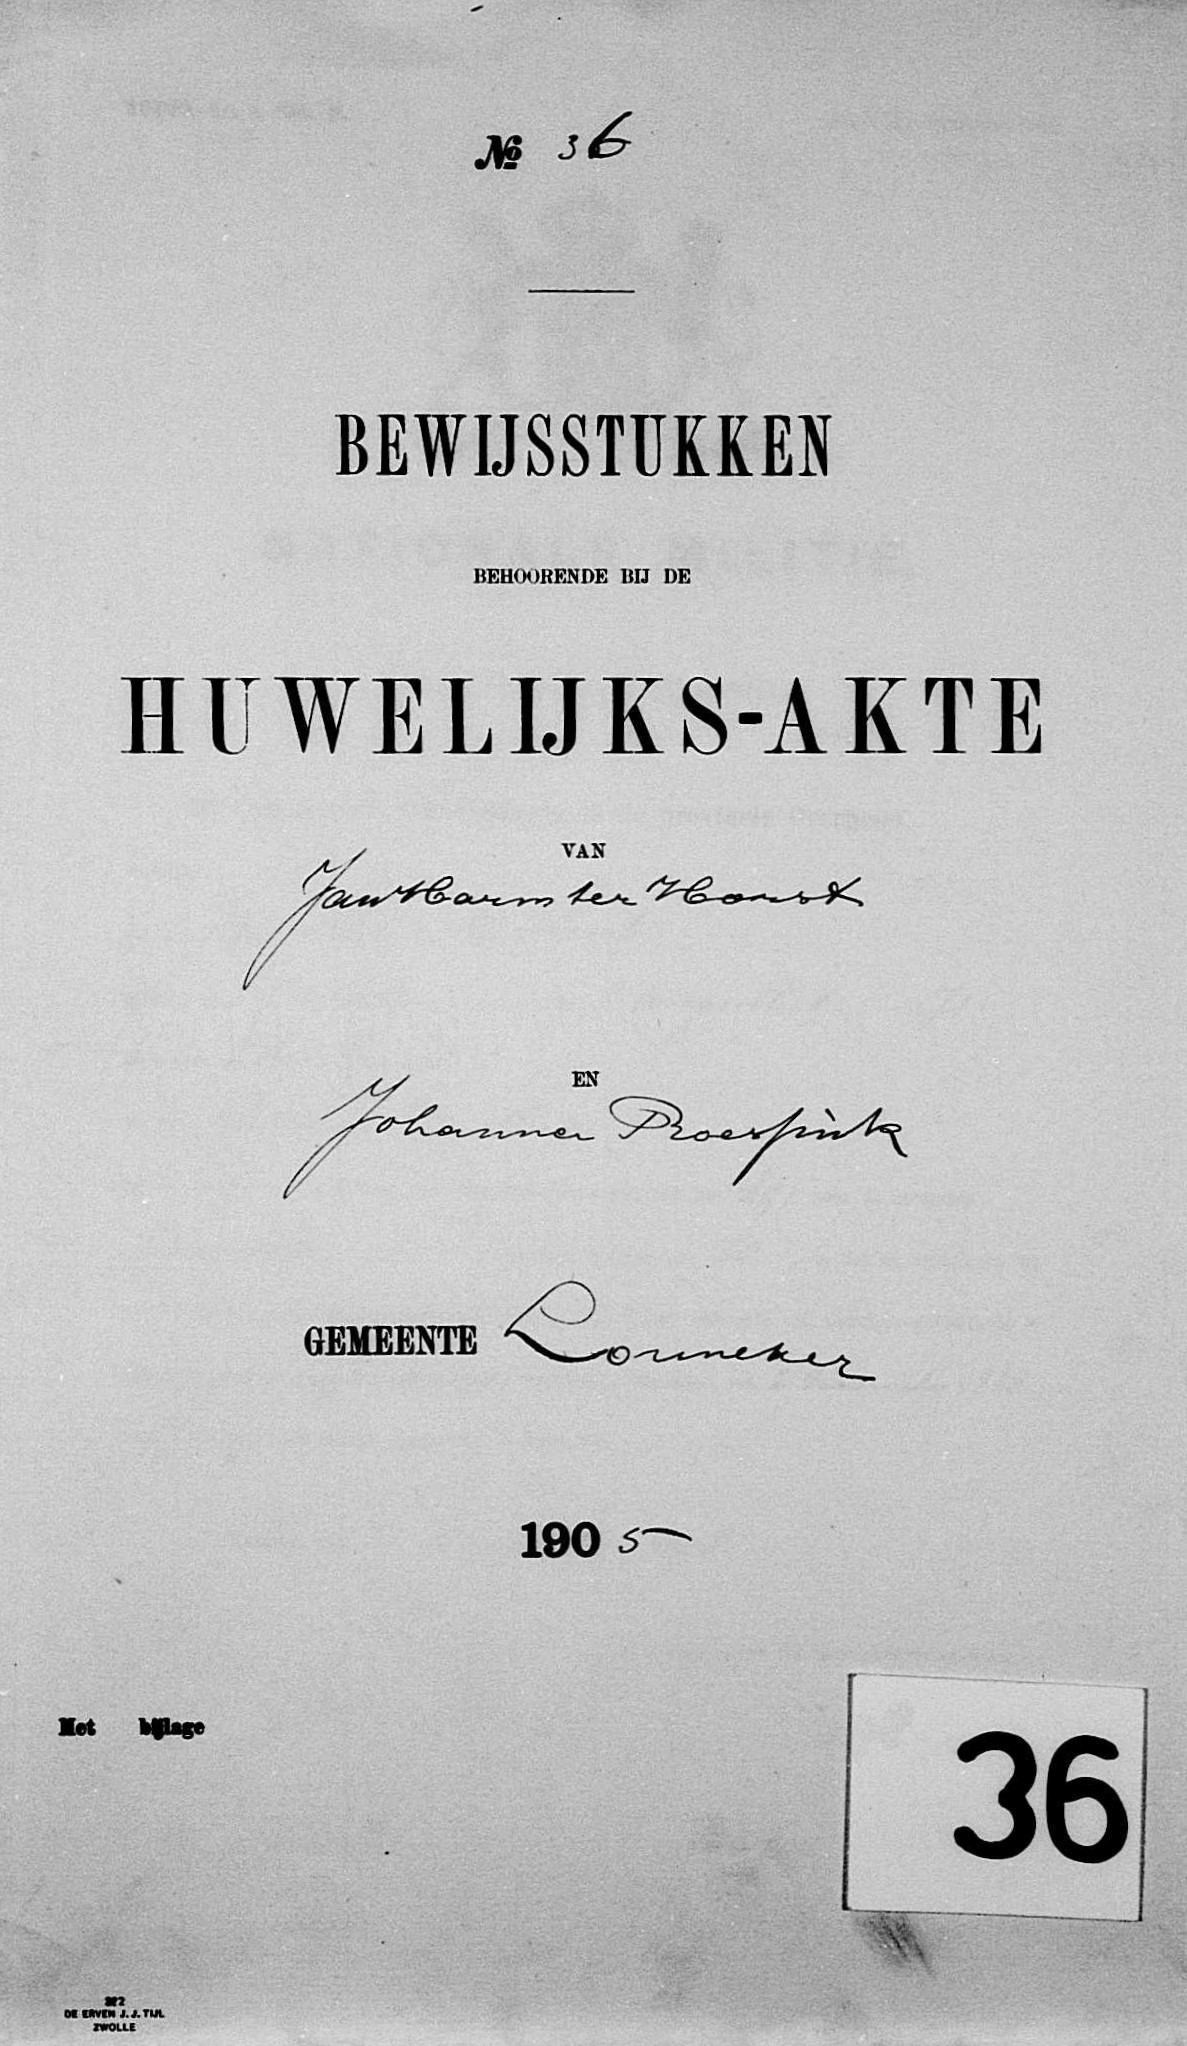 № 36
BEWIJSSTUKKEN
BEHOORENDE BIJ DE
HUWELIJKS-AKTE
VAN
Jan Harm ter Horst
EN
Johanna Roespink
GEMEENTE Lonneker
1905
Met bijlage
36
DE ERVEN J. J. TIJL
ZWOLLE